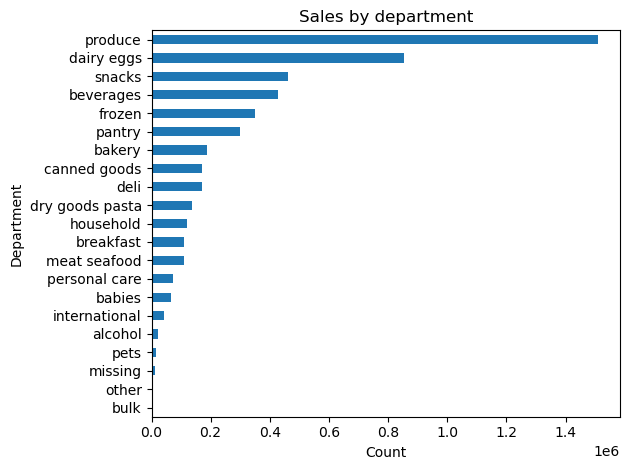 Sales by department
produce
dairy eggs
snacks
beverages
frozen
pantry
bakery
canned goods
deli
dry goods pasta
household
breakfast
meat seafood
personal care
babies
international
alcohol
pets
missing
other
bulk
Department
0.0 0.2 0.4 0.6 0.8 1.0 1.2 1.4
1e6
Count